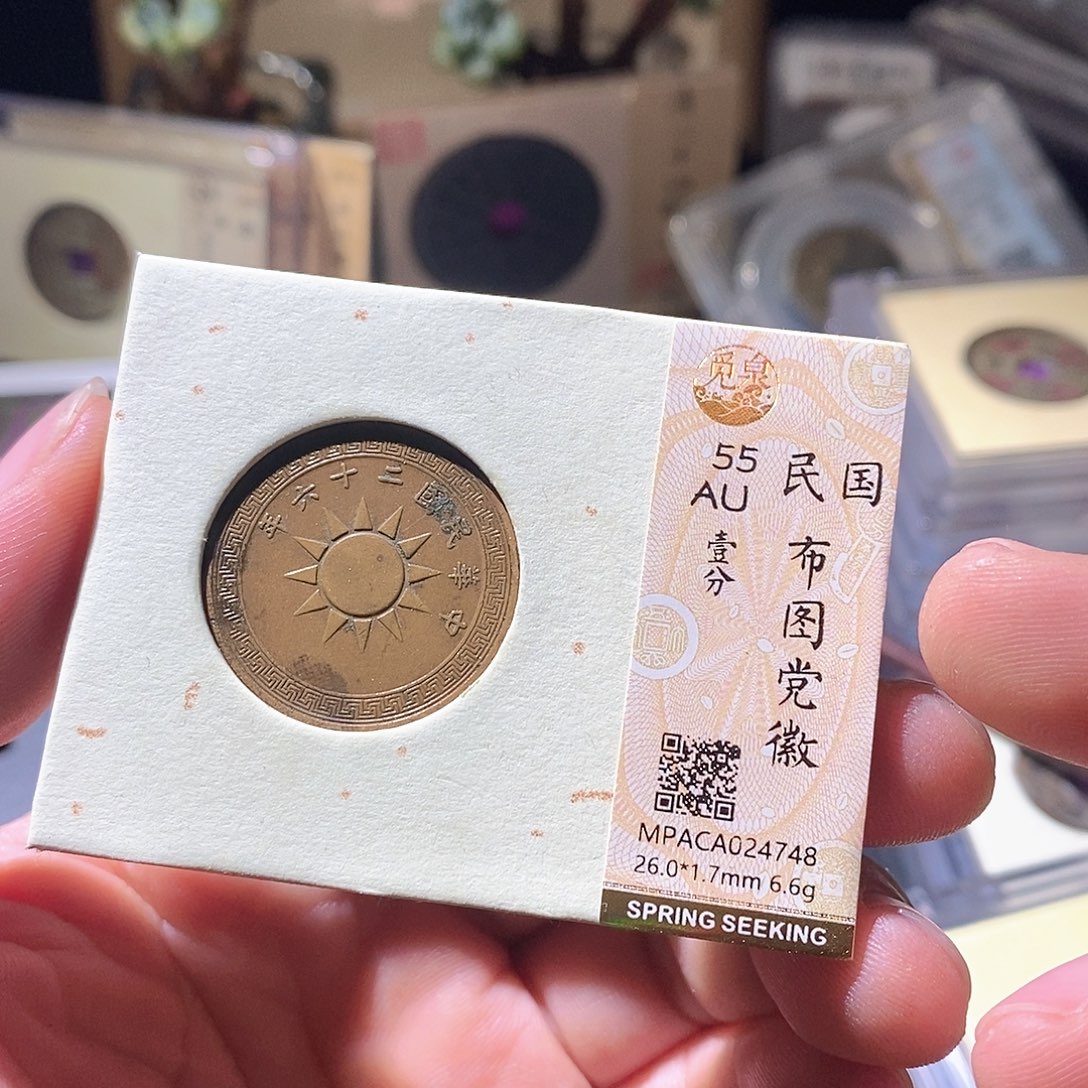 中華民國二十六年
觅泉
55
AU
壹分
民国
布图党徽
MPACA024748
26.0*1.7mm 6.6g
SPRING SEEKING